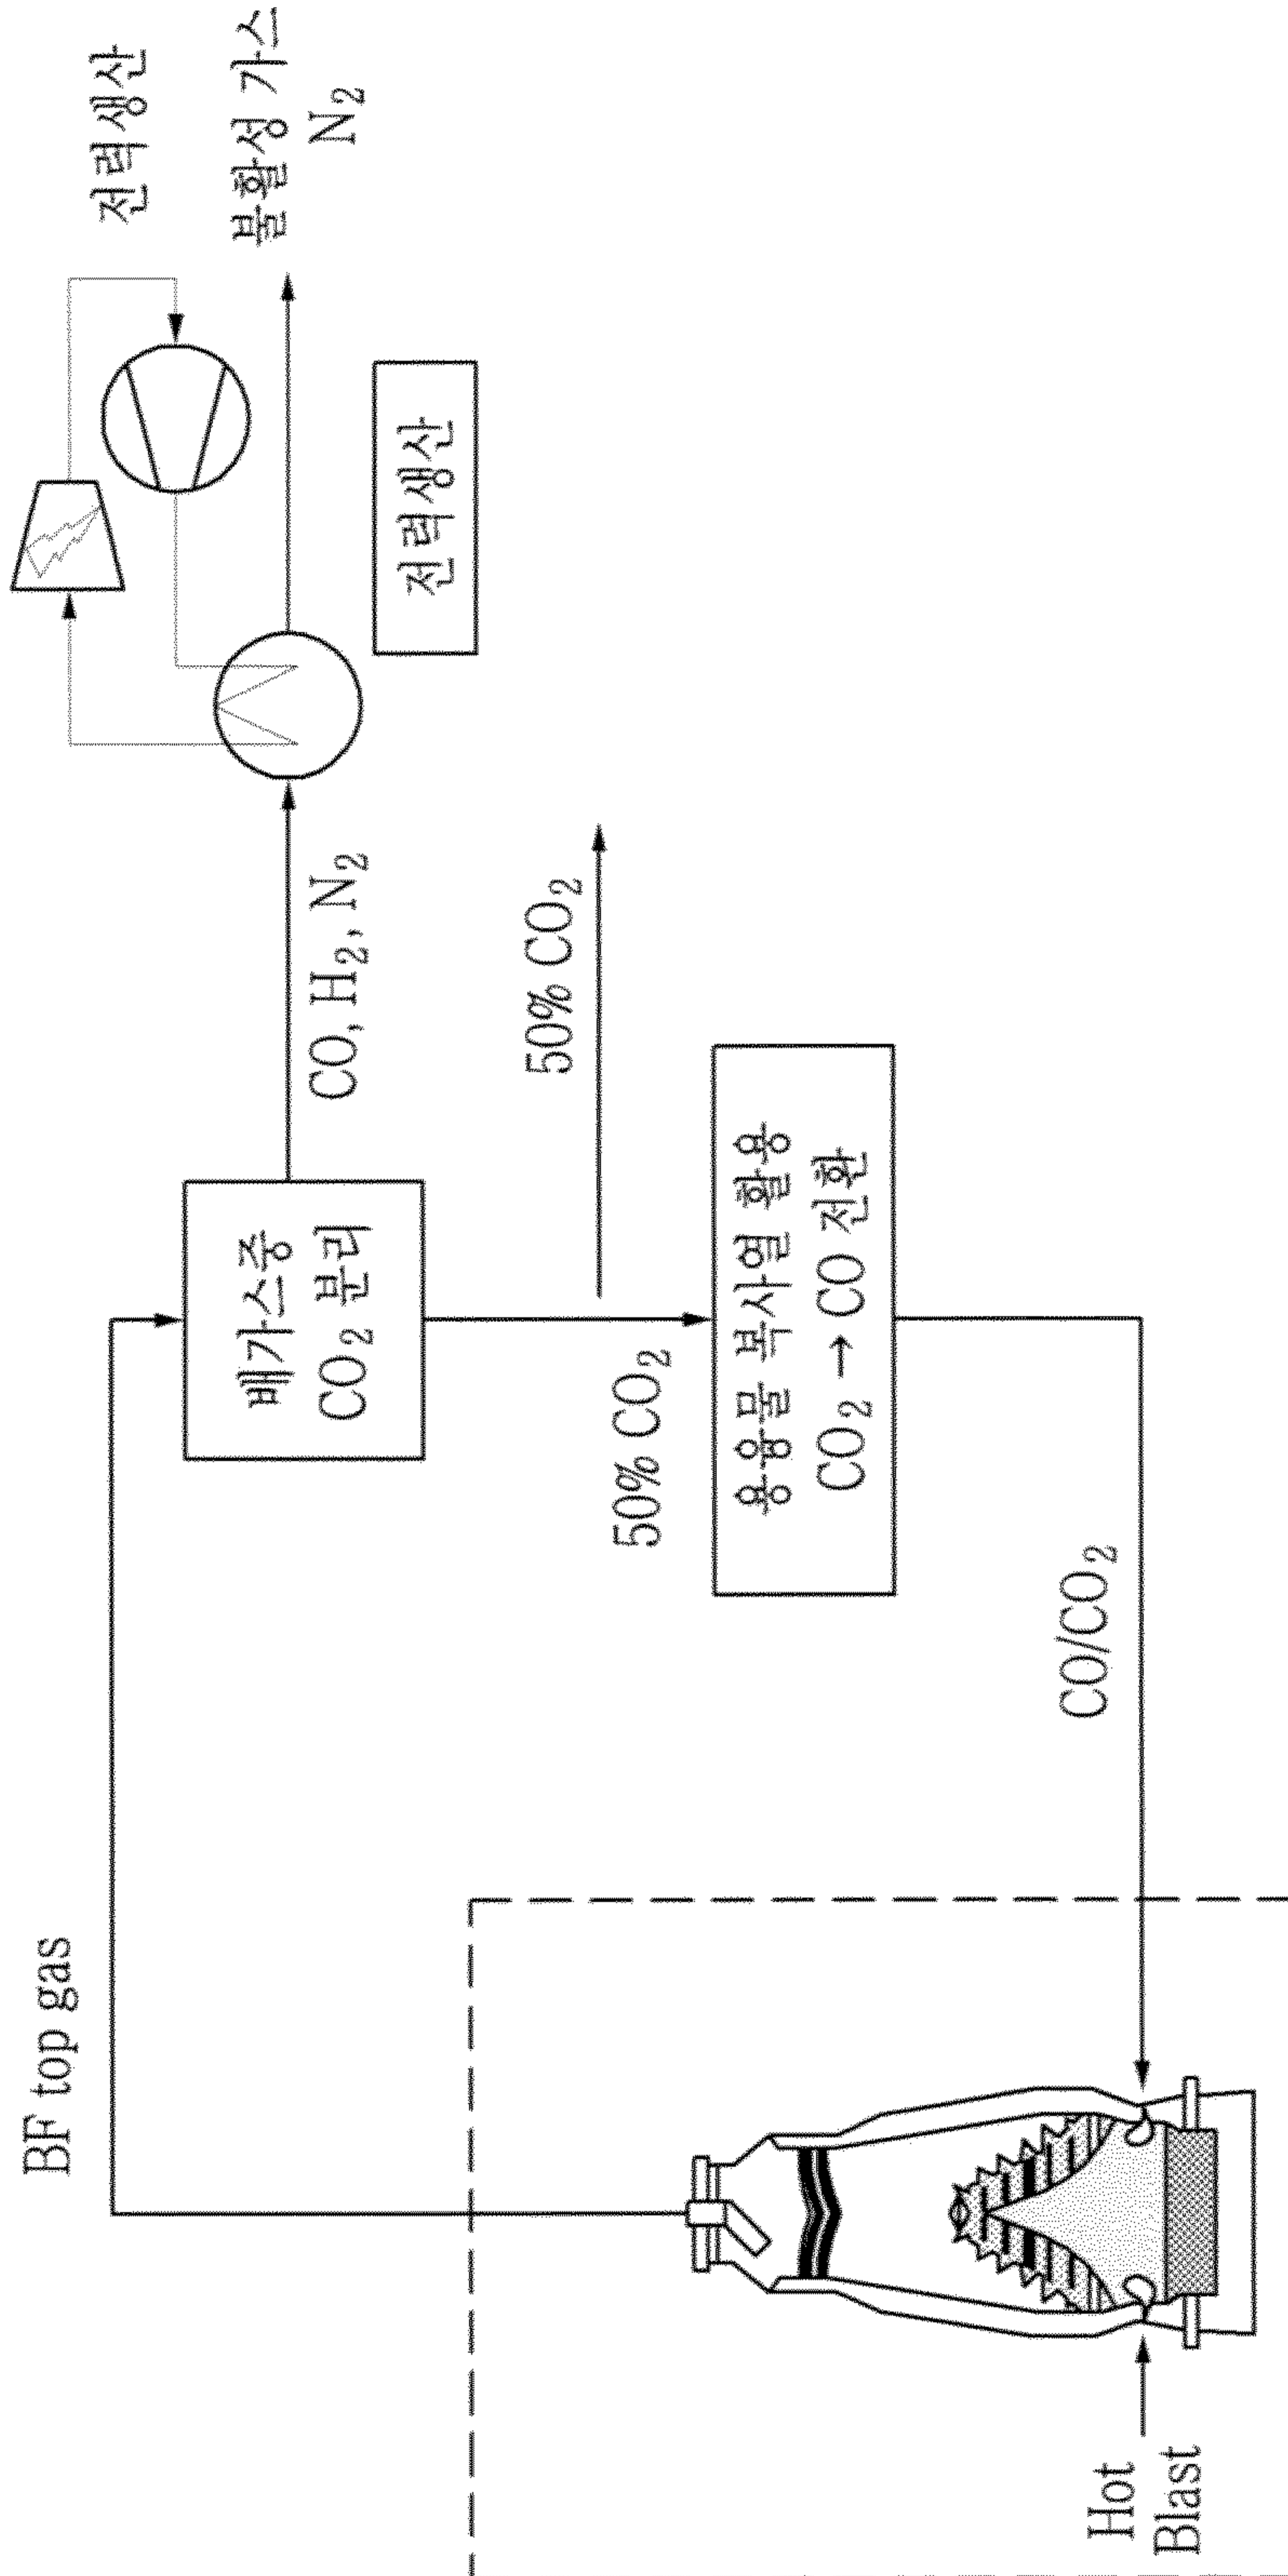 BF top gas
배가스중
CO2 분리
CO, H2, N2
전력생산
불활성 가스
N2
전력생산
50% CO2
50% CO2
용융물 복사열 활용
CO2 → CO 전환
CO/CO2
Hot
Blast